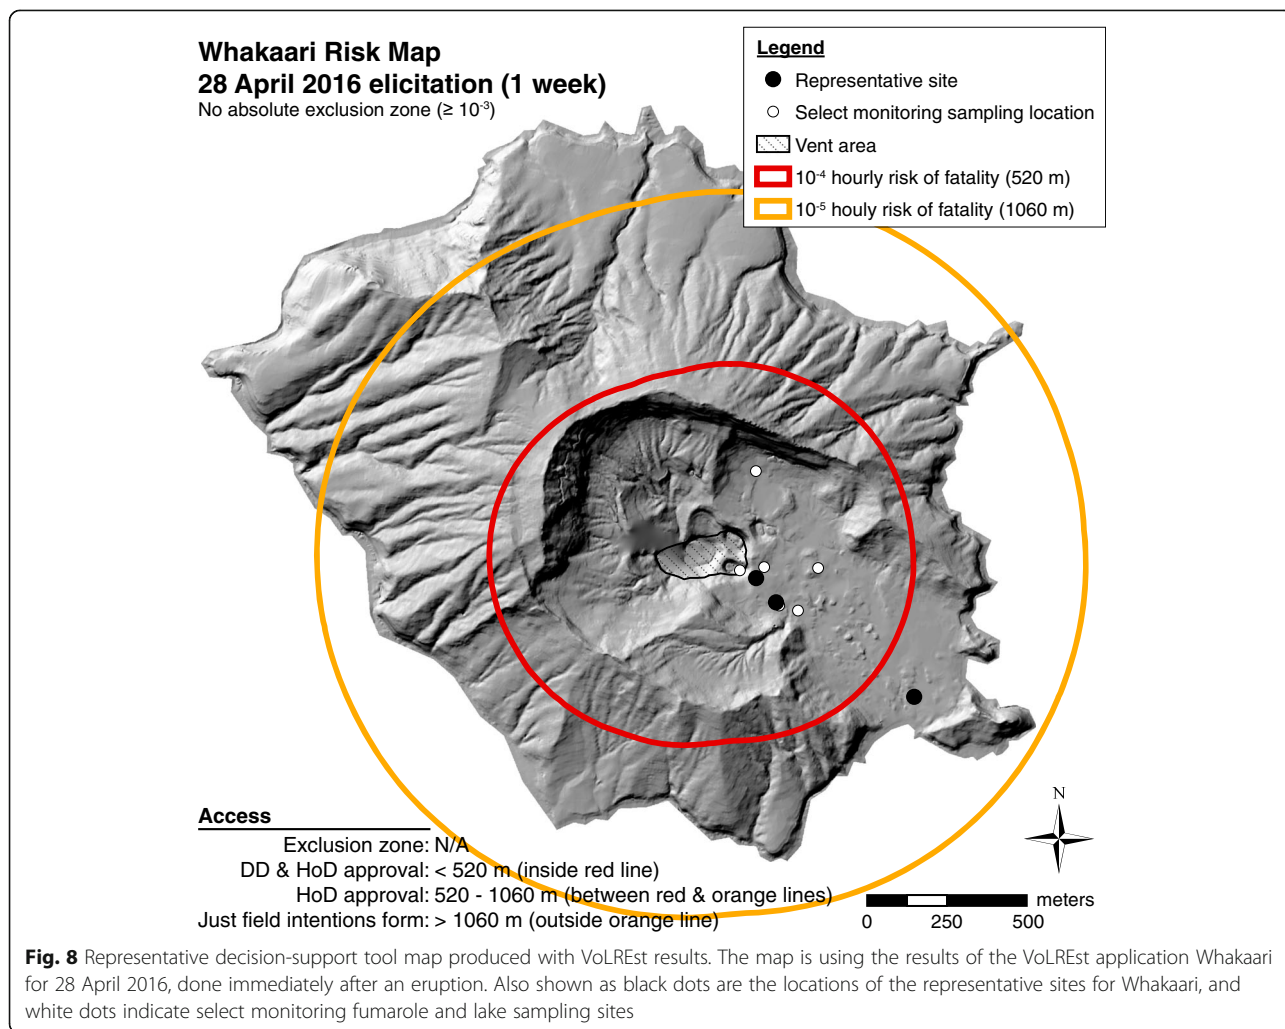 Whakaari Risk Map
28 April 2016 elicitation (1 week)
No absolute exclusion zone (≥ 10⁻³)
Legend
Representative site
Select monitoring sampling location
Vent area
10⁻⁴ hourly risk of fatality (520 m)
10⁻⁵ houly risk of fatality (1060 m)
Access
Exclusion zone: N/A
DD & HoD approval: < 520 m (inside red line)
HoD approval: 520 - 1060 m (between red & orange lines)
Just field intentions form: > 1060 m (outside orange line)
N
meters
0 250 500
Fig. 8 Representative decision-support tool map produced with VoLREst results. The map is using the results of the VoLREst application Whakaari
for 28 April 2016, done immediately after an eruption. Also shown as black dots are the locations of the representative sites for Whakaari, and
white dots indicate select monitoring fumarole and lake sampling sites